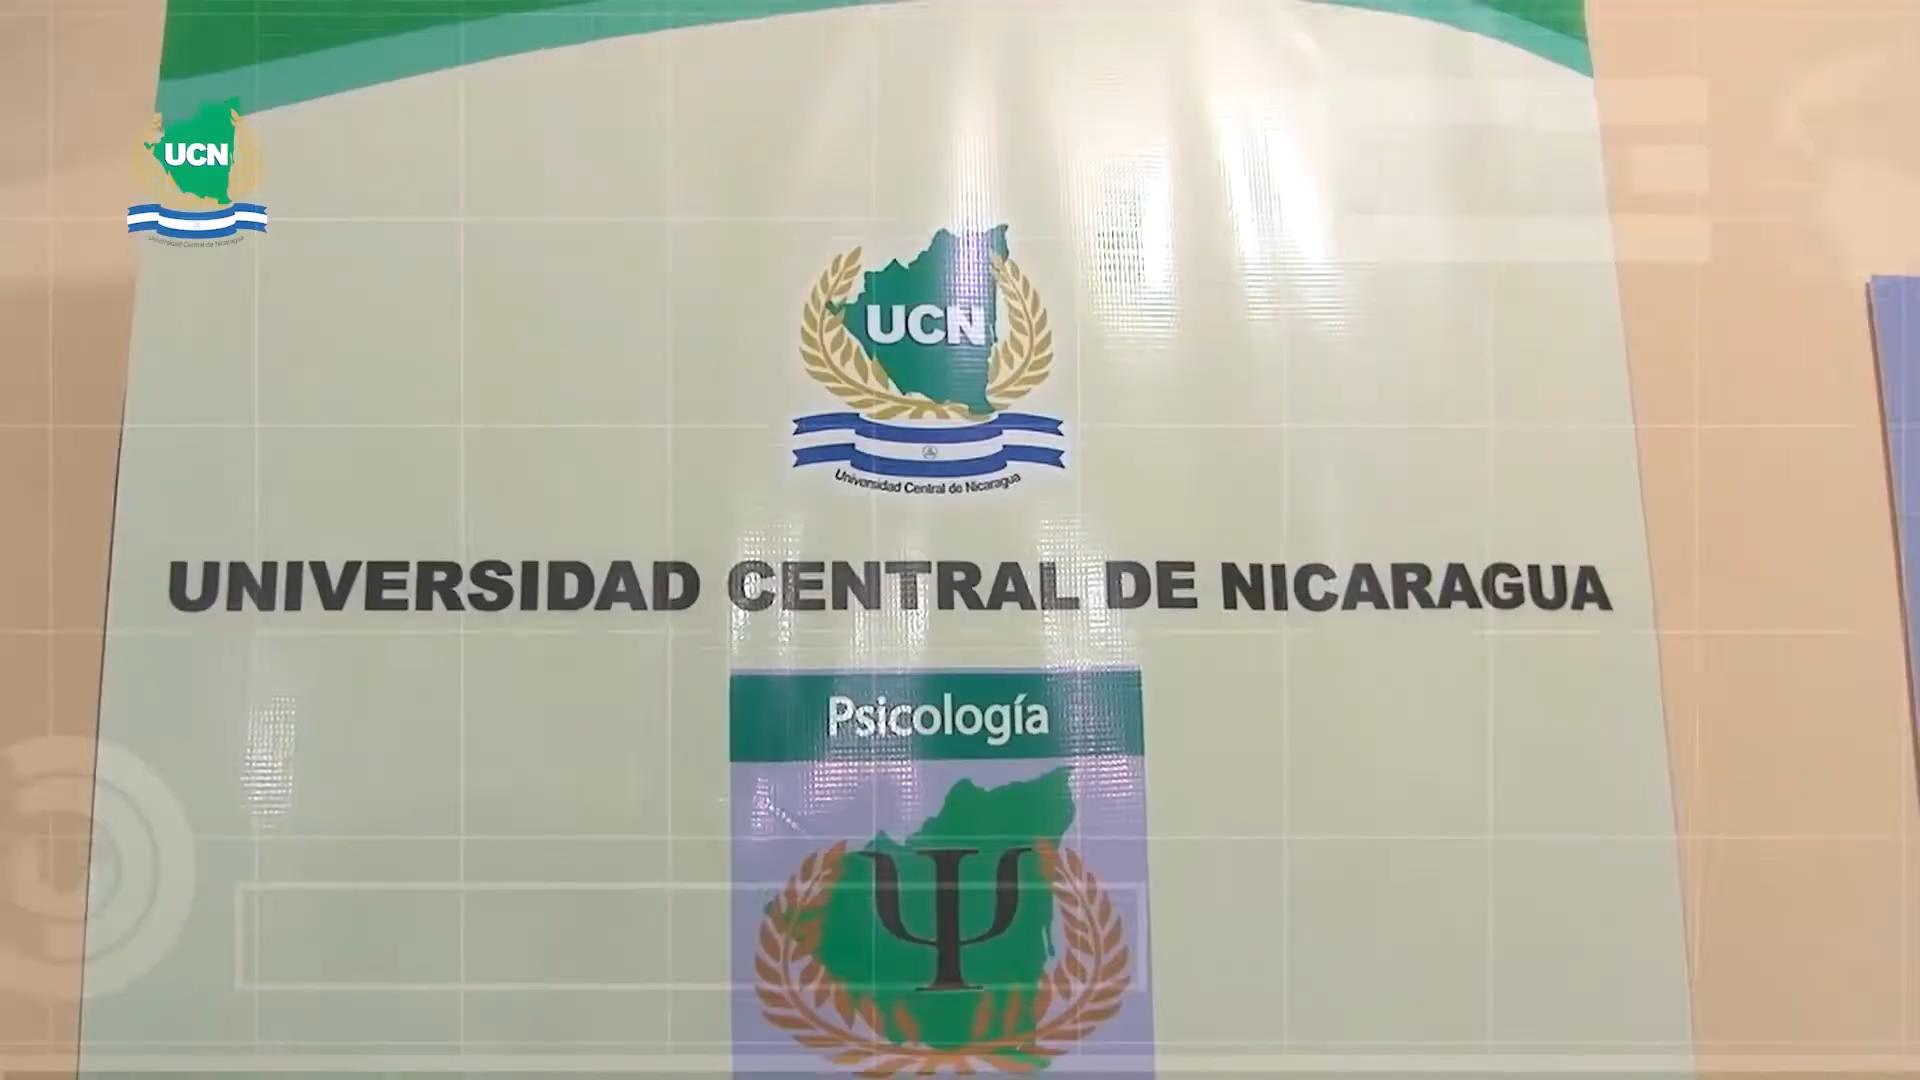 UCN
Universidad Central de Nicaragua
UCN
Universidad Central de Nicaragua
UNIVERSIDAD CENTRAL DE NICARAGUA
Psicología
Ψ